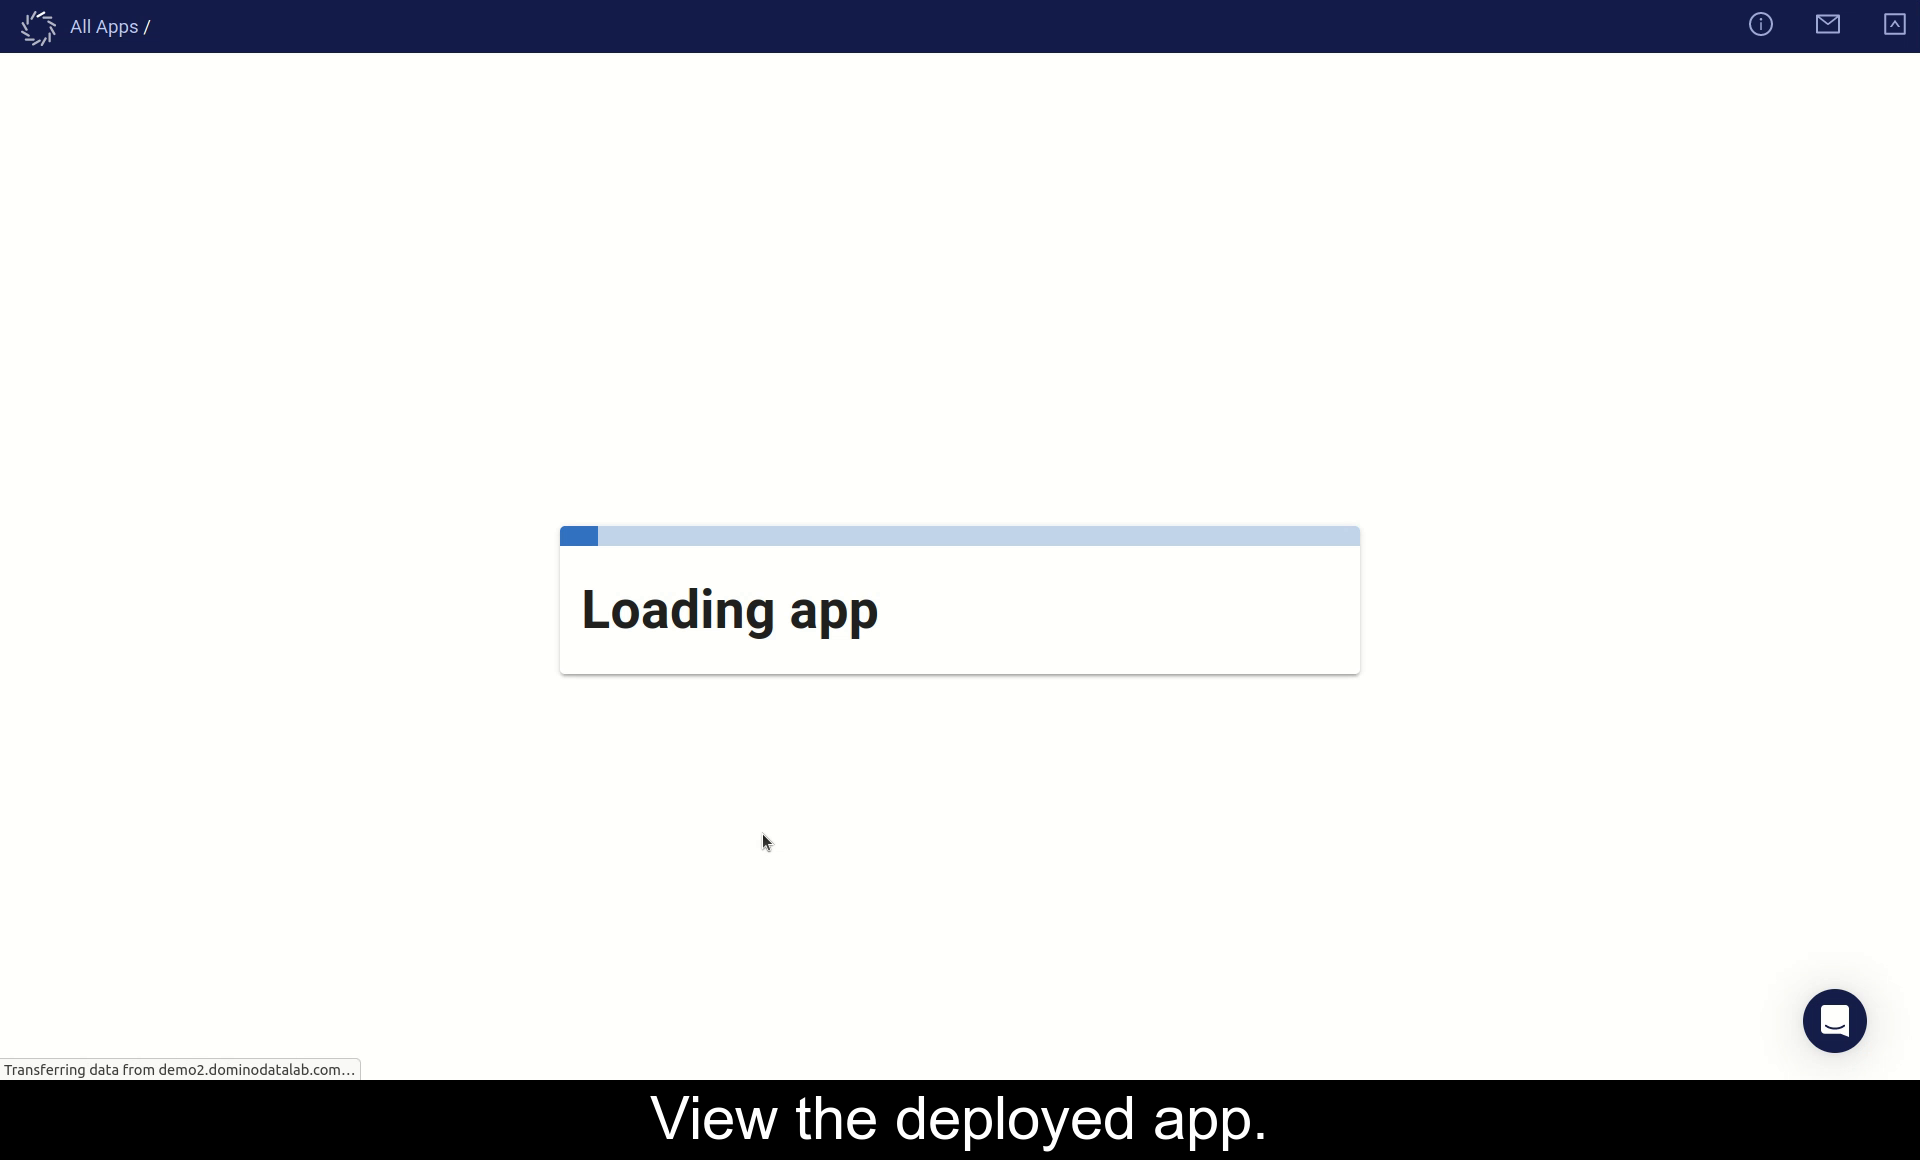 All Apps /
Loading app
Transferring data from demo2.dominodatalab.com...
View the deployed app.